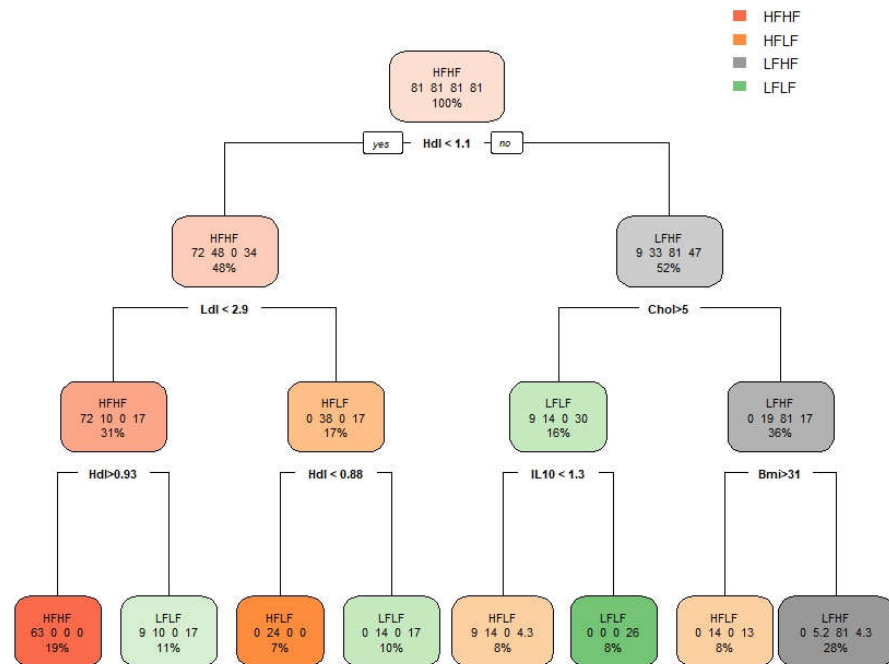 HFHF
HFLF
LFHF
LFLF
HFHF
81 81 81 81
100%
yes Hdl < 1.1 no
HFHF
72 48 0 34
48%
LFHF
9 33 81 47
52%
Ldl < 2.9
Chol>5
HFHF
72 10 0 17
31%
HFLF
0 38 0 17
17%
LFLF
9 14 0 30
16%
LFHF
0 19 81 17
36%
Hdl>0.93
Hdl < 0.88
IL10 < 1.3
Bmi>31
HFHF
63 0 0 0
19%
LFLF
9 10 0 17
11%
HFLF
0 24 0 0
7%
LFLF
0 14 0 17
10%
HFLF
9 14 0 4.3
8%
LFLF
0 0 0 26
8%
HFLF
0 14 0 13
8%
LFHF
0 5.2 81 4.3
28%